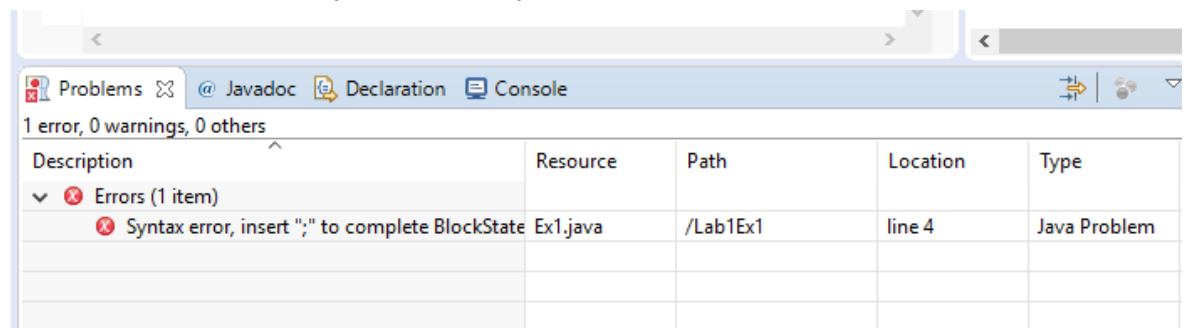 Problems @ Javadoc Declaration Console
1 error, 0 warnings, 0 others
Description Resource Path Location Type
Errors (1 item)
Syntax error, insert ";" to complete BlockState Ex1.java /Lab1Ex1 line 4 Java Problem